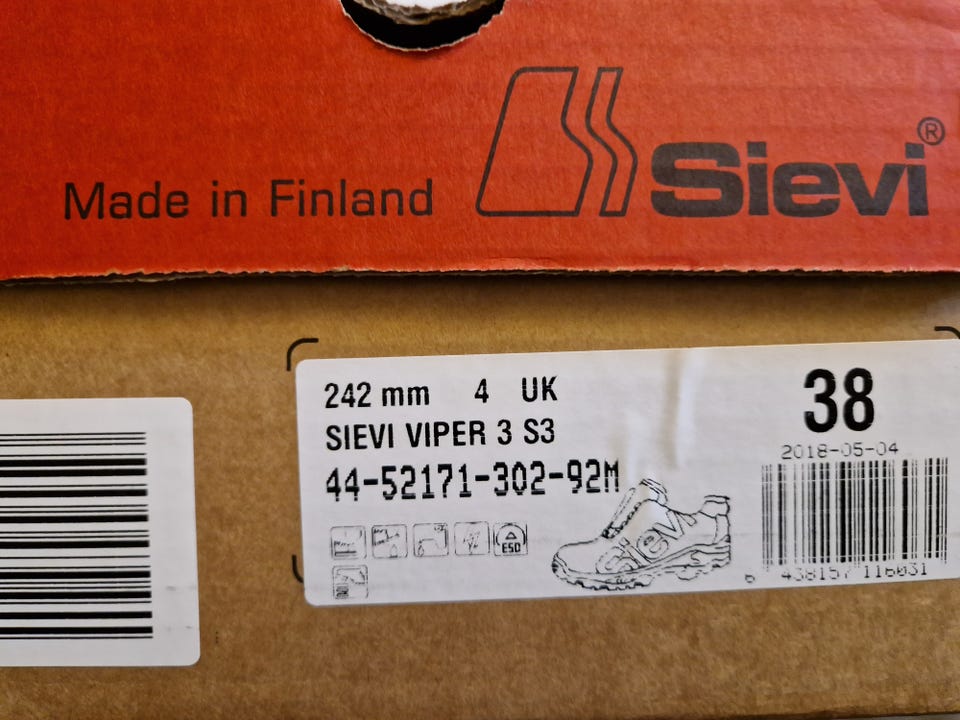 Made in Finland
Sievi®
242 mm 4 UK
38
SIEVI VIPER 3 S3
2018-05-04
44-52171-302-92M
Sievi
ESD
6 438157 116031